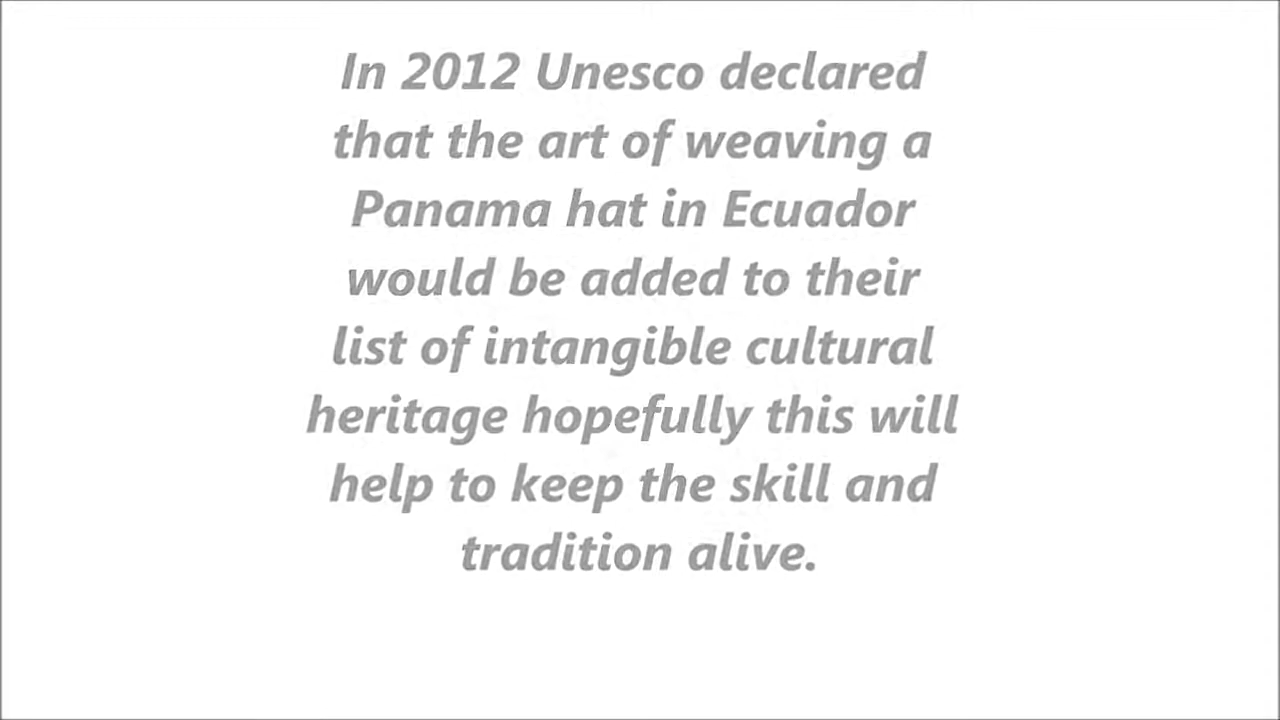 In 2012 Unesco declared
that the art of weaving a
Panama hat in Ecuador
would be added to their
list of intangible cultural
heritage hopefully this will
help to keep the skill and
tradition alive.